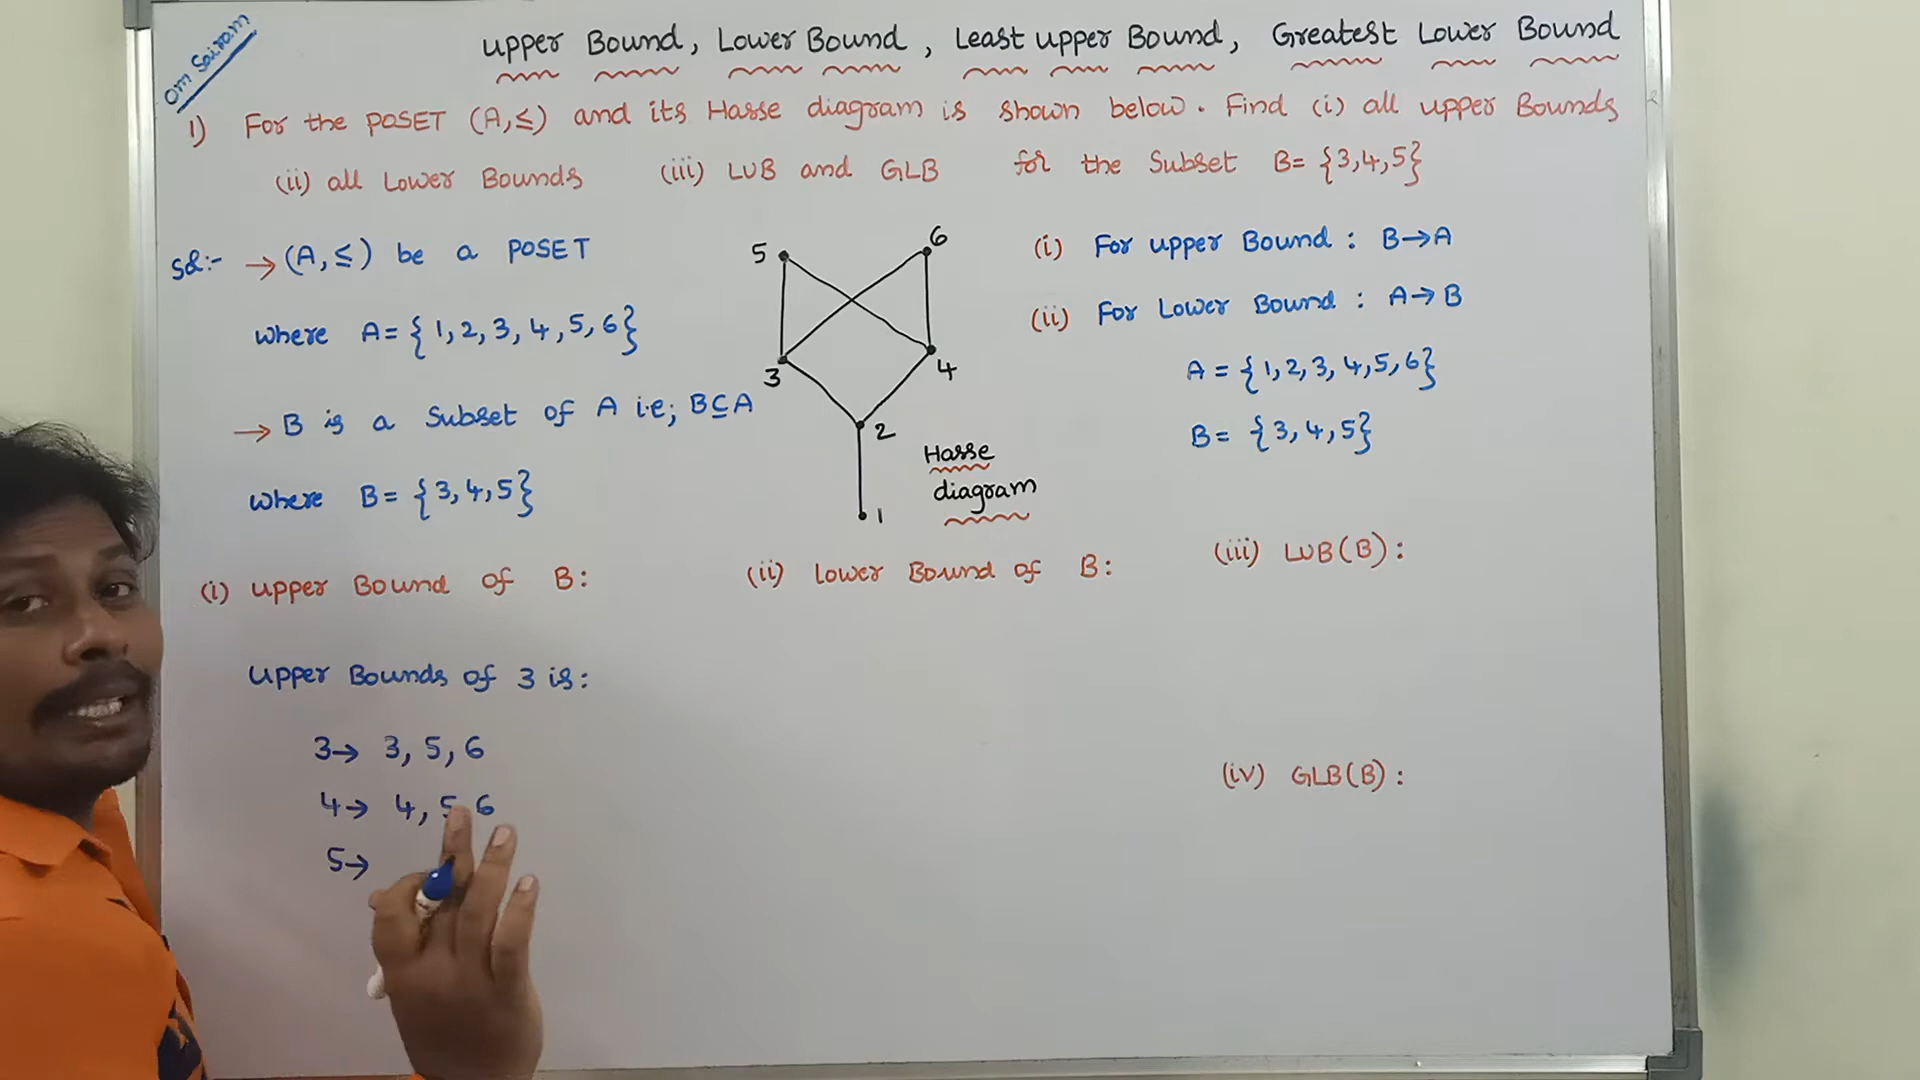 Om Sairam
Upper Bound, Lower Bound, Least upper Bound, Greatest Lower Bound
1) For the POSET (A,≤) and its Hasse diagram is shown below. Find (i) all upper Bounds
(ii) all Lower Bounds (iii) LUB and GLB for the Subset B= {3,4,5}
Sol:- → (A,≤) be a POSET
where A= {1,2,3,4,5,6}
→ B is a Subset of A i.e; B⊆A
where B= {3,4,5}
5
6
3
4
2
1
Hasse
diagram
(i) For upper Bound : B→A
(ii) For Lower Bound : A→B
A = {1,2,3,4,5,6}
B= {3,4,5}
(i) upper Bound of B:
upper Bounds of 3 is:
3→ 3, 5, 6
4→ 4, 5 6
5→
(ii) Lower Bound of B:
(iii) LUB(B):
(iv) GLB(B):